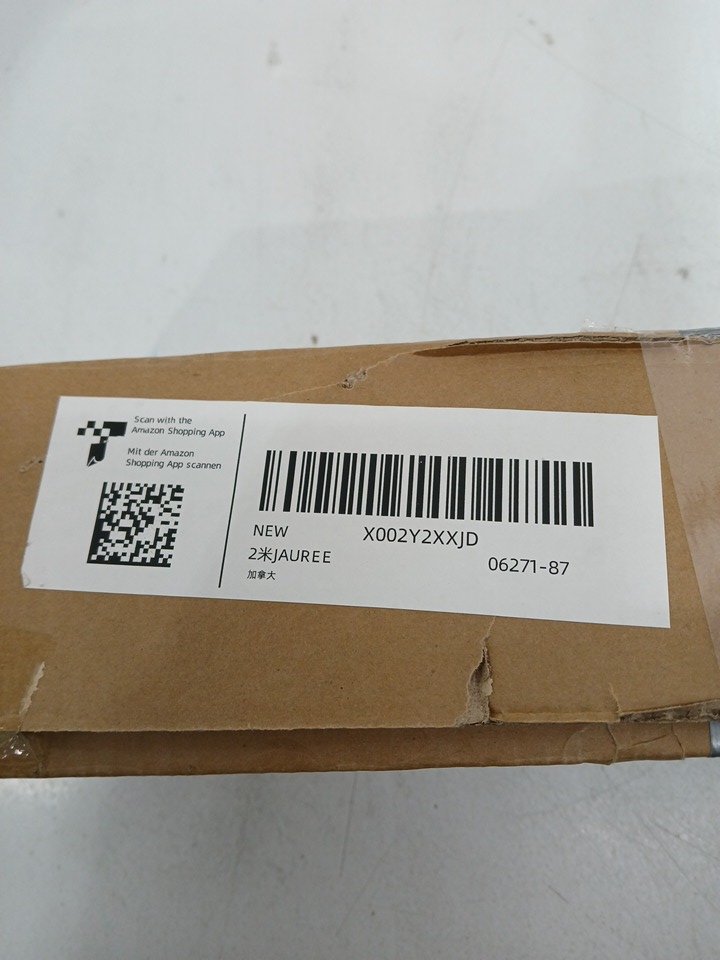 Scan with the
Amazon Shopping App
Mit der Amazon
Shopping App scannen
X002Y2XXJD
NEW
2米JAUREE
06271-87
加拿大